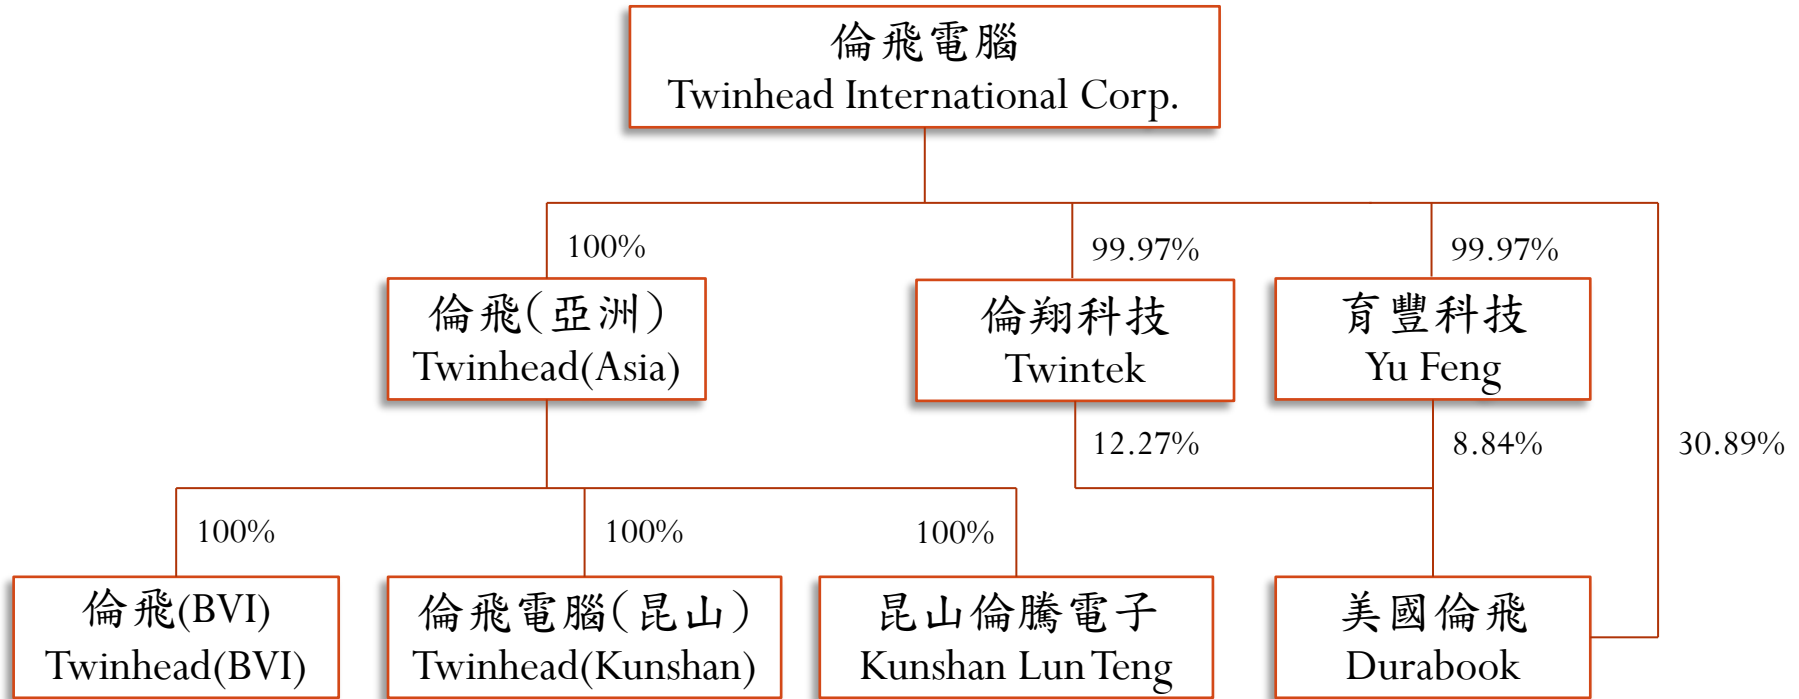 倫飛電腦
Twinhead International Corp.
100%
99.97%
99.97%
倫飛(亞洲)
Twinhead(Asia)
倫翔科技
Twintek
育豐科技
Yu Feng
12.27%
8.84%
30.89%
100%
100%
100%
倫飛(BVI)
Twinhead(BVI)
倫飛電腦(昆山)
Twinhead(Kunshan)
昆山倫騰電子
Kunshan Lun Teng
美國倫飛
Durabook